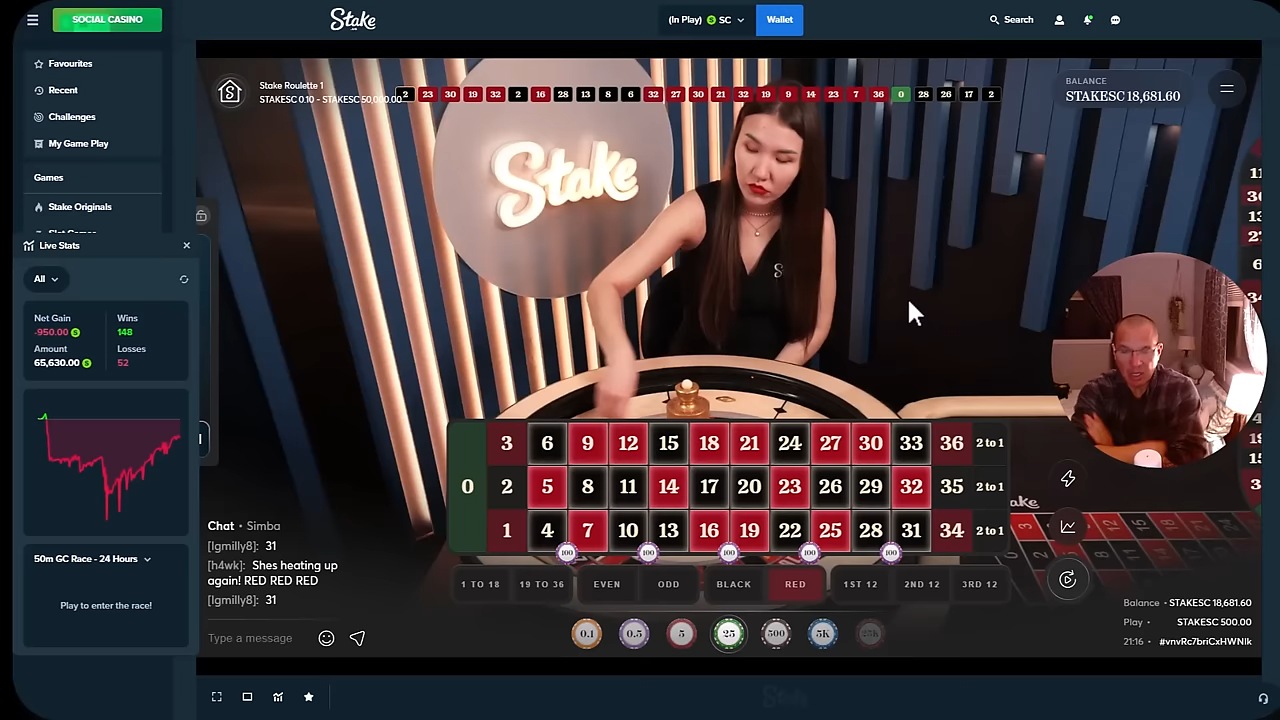 SOCIAL CASINO
Stake
(In Play) SC
Wallet
Search
Favourites
Recent
Challenges
My Game Play
Games
Stake Originals
Live Stats
All
Net Gain
-950.00
Wins
148
Amount
65,630.00
Losses
52
50m GC Race - 24 Hours
Play to enter the race!
Stake Roulette 1
STAKESC 0.10 - STAKESC 50,000.00
2 23 30 19 32 2 16 28 13 8 6 32 27 30 21 32 19 9 14 23 7 36 0 28 26 17 2
BALANCE
STAKESC 18,681.60
Stake
3 6 9 12 15 18 21 24 27 30 33 36 2 to 1
0 2 5 8 11 14 17 20 23 26 29 32 35 2 to 1
1 4 7 10 13 16 19 22 25 28 31 34 2 to 1
100 100 100 100 100
1 TO 18 19 TO 36 EVEN ODD BLACK RED 1ST 12 2ND 12 3RD 12
0.1 0.5 5 25 500 5K 25K
Chat • Simba
[lgmilly8]: 31
[h4wk]: Shes heating up
again! RED RED RED
[lgmilly8]: 31
Type a message
Balance - STAKESC 18,681.60
Play • STAKESC 500.00
21:16 • #vnvRc7briCxHWNlk